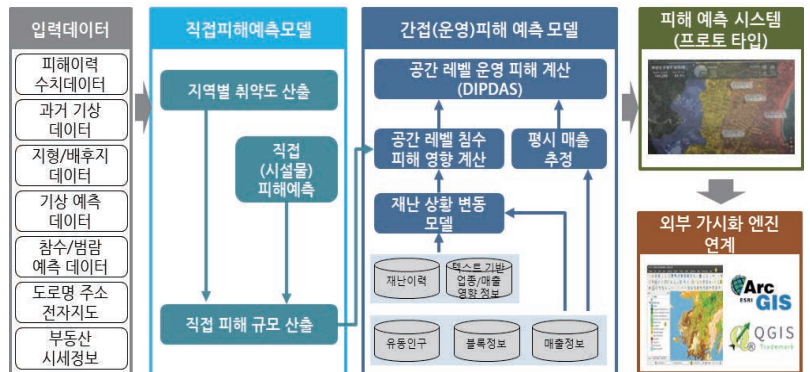 입력데이터
피해이력
수치데이터
과거 기상
데이터
지형/배후지
데이터
기상 예측
데이터
참수/범람
예측 데이터
도로명 주소
전자지도
부동산
시세정보
직접피해예측모델
지역별 취약도 산출
직접
(시설물)
피해예측
직접 피해 규모 산출
간접(운영)피해 예측 모델
공간 레벨 운영 피해 계산
(DIPDAS)
공간 레벨 침수
피해 영향 계산
평시 매출
추정
재난 상황 변동
모델
재난이력
텍스트 기반
업종/매출
영향 정보
유동인구
블록정보
매출정보
피해 예측 시스템
(프로토 타입)
외부 가시화 엔진
연계
Arc
ESRI
GIS
QGIS
Trademark